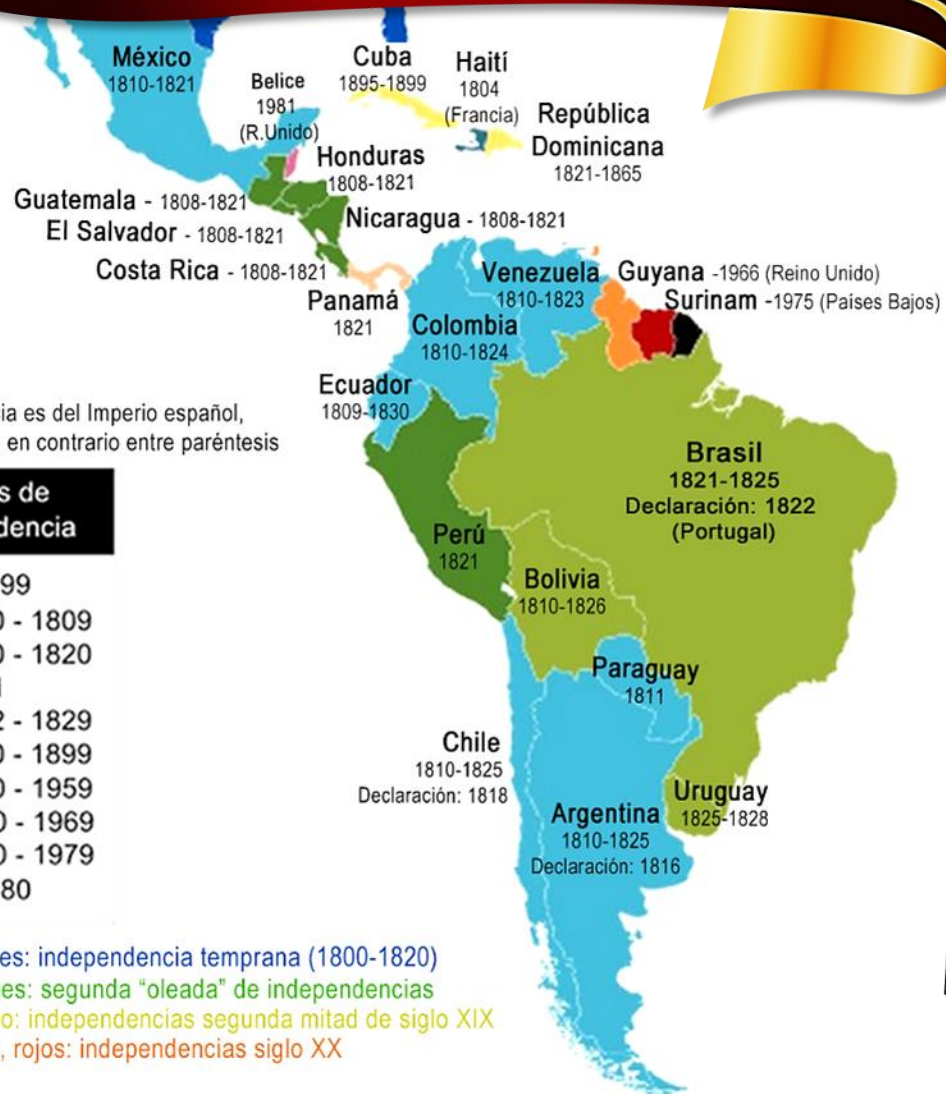 México
1810-1821
Cuba
1895-1899
Haití
1804
(Francia)
Belice
1981
(R.Unido)
República
Dominicana
1821-1865
Honduras
1808-1821
Guatemala - 1808-1821
Nicaragua - 1808-1821
El Salvador - 1808-1821
Costa Rica - 1808-1821
Panamá
1821
Venezuela
1810-1823
Guyana -1966 (Reino Unido)
Surinam -1975 (Países Bajos)
Colombia
1810-1824
Ecuador
1809-1830
es del Imperio español,
en contrario entre paréntesis
Brasil
1821-1825
Declaración: 1822
(Portugal)
Perú
1821
Bolivia
1810-1826
Paraguay
1811
Chile
1810-1825
Declaración: 1818
Argentina
1810-1825
Declaración: 1816
Uruguay
1825-1828
de
99
- 1809
- 1820
- 1829
- 1899
- 1959
- 1969
- 1979
80
independencia temprana (1800-1820)
segunda “oleada” de independencias
independencias segunda mitad de siglo XIX
, rojos: independencias siglo XX